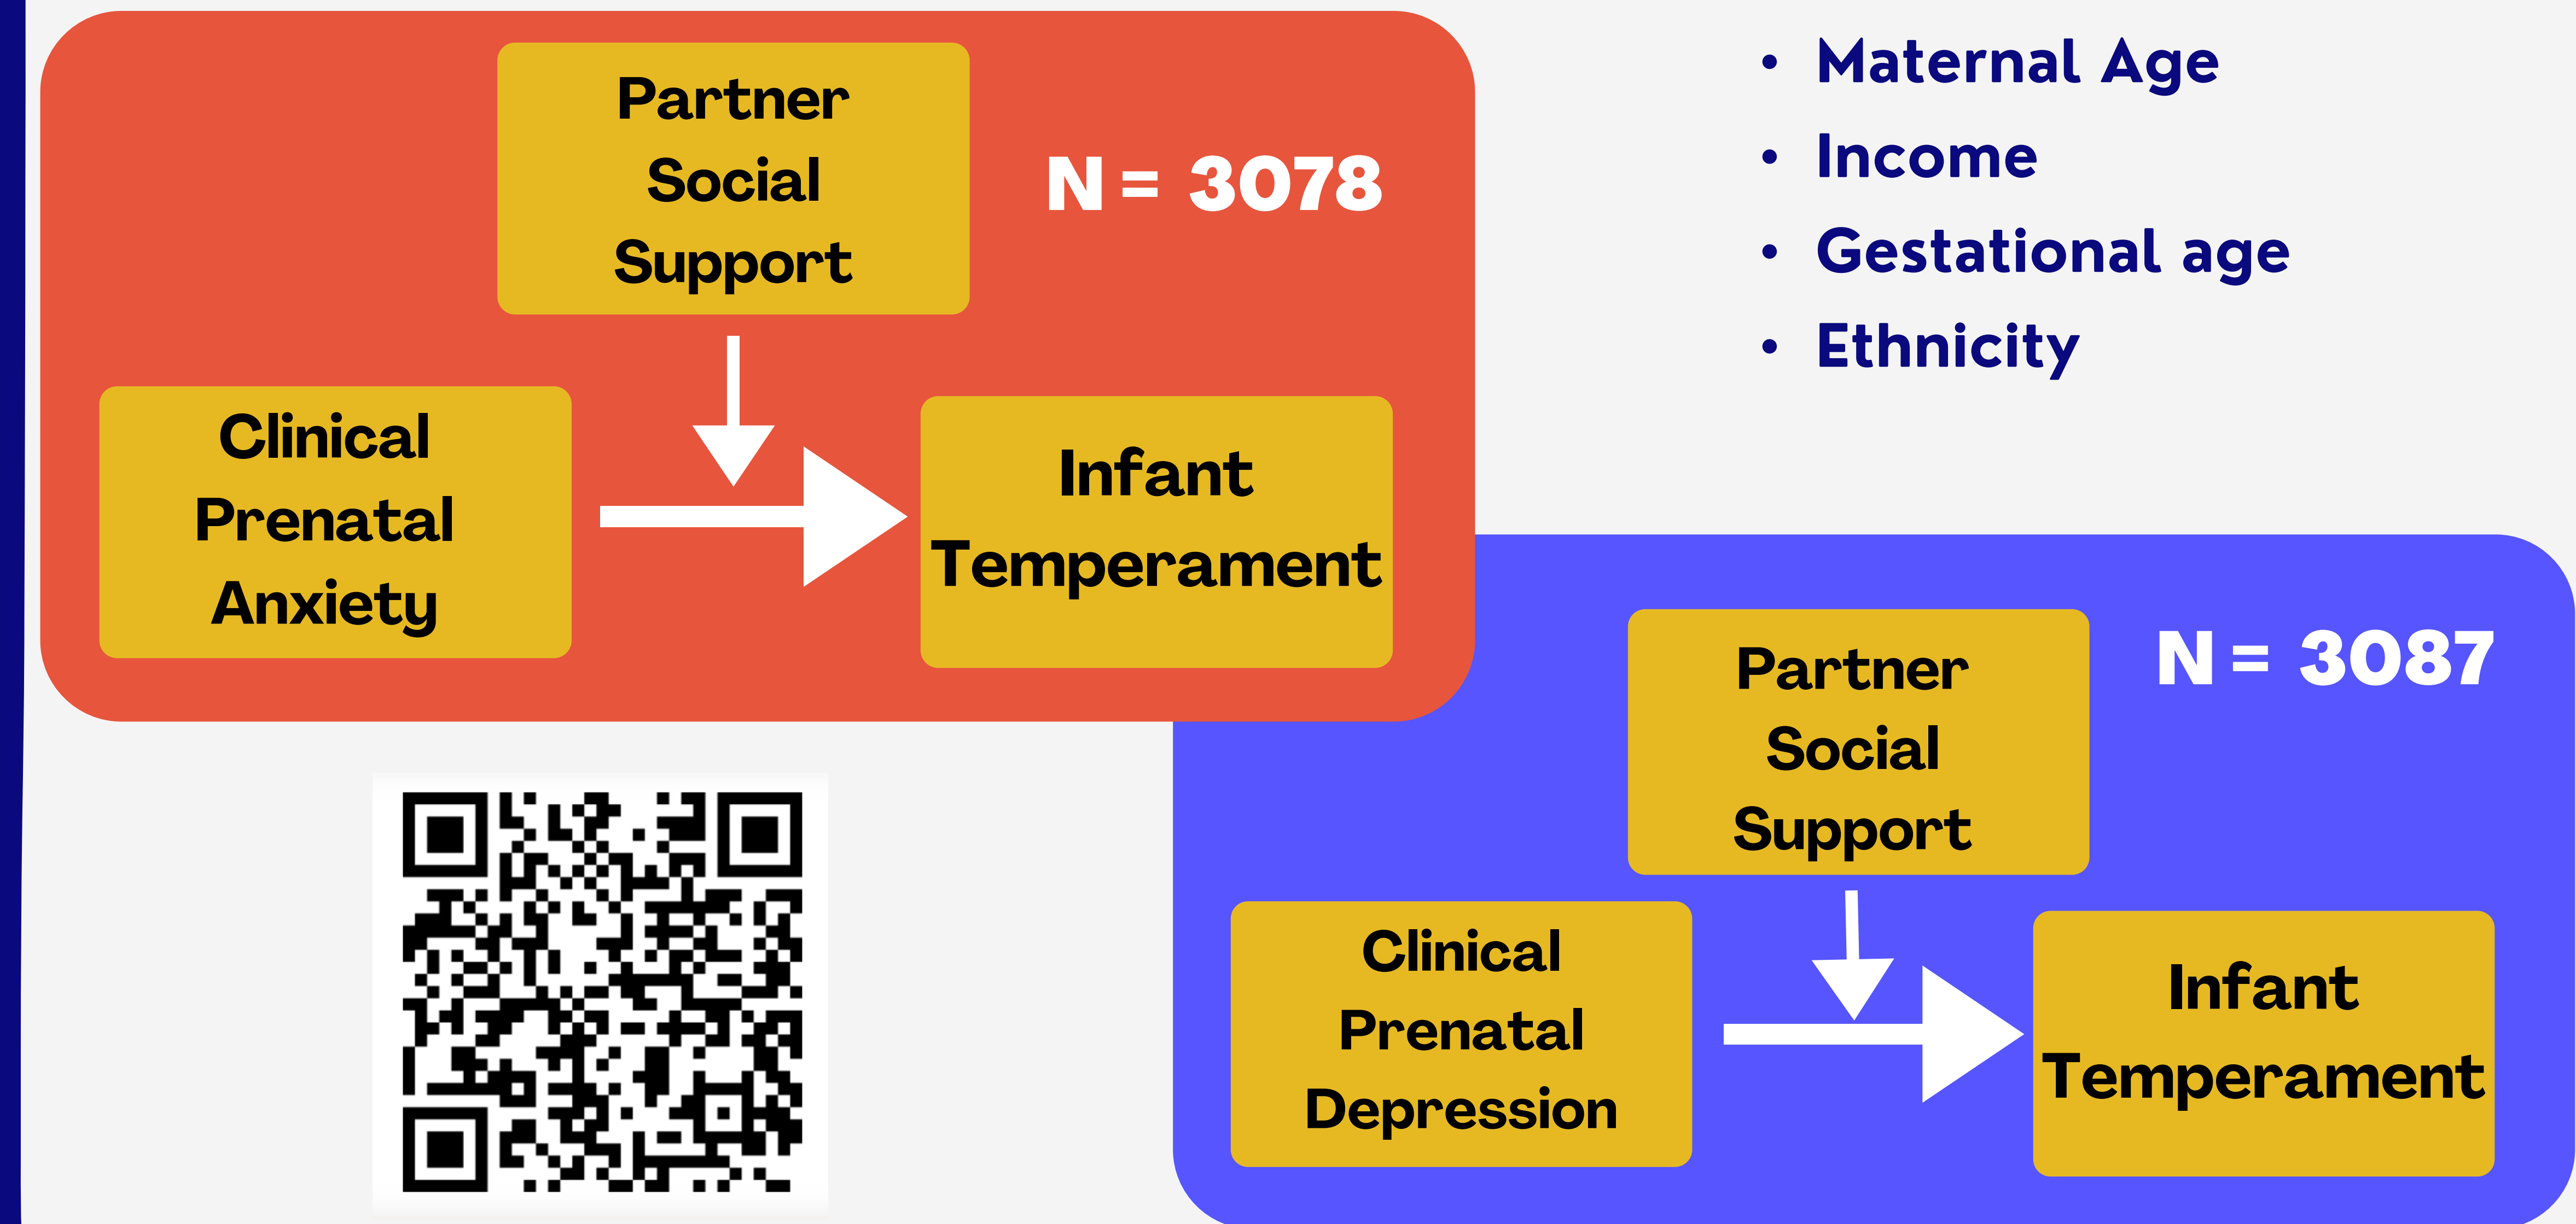 Partner
Social
Support
N = 3078
Clinical
Prenatal
Anxiety
Infant
Temperament
• Maternal Age
• Income
• Gestational age
• Ethnicity
Partner
Social
Support
N = 3087
Clinical
Prenatal
Depression
Infant
Temperament